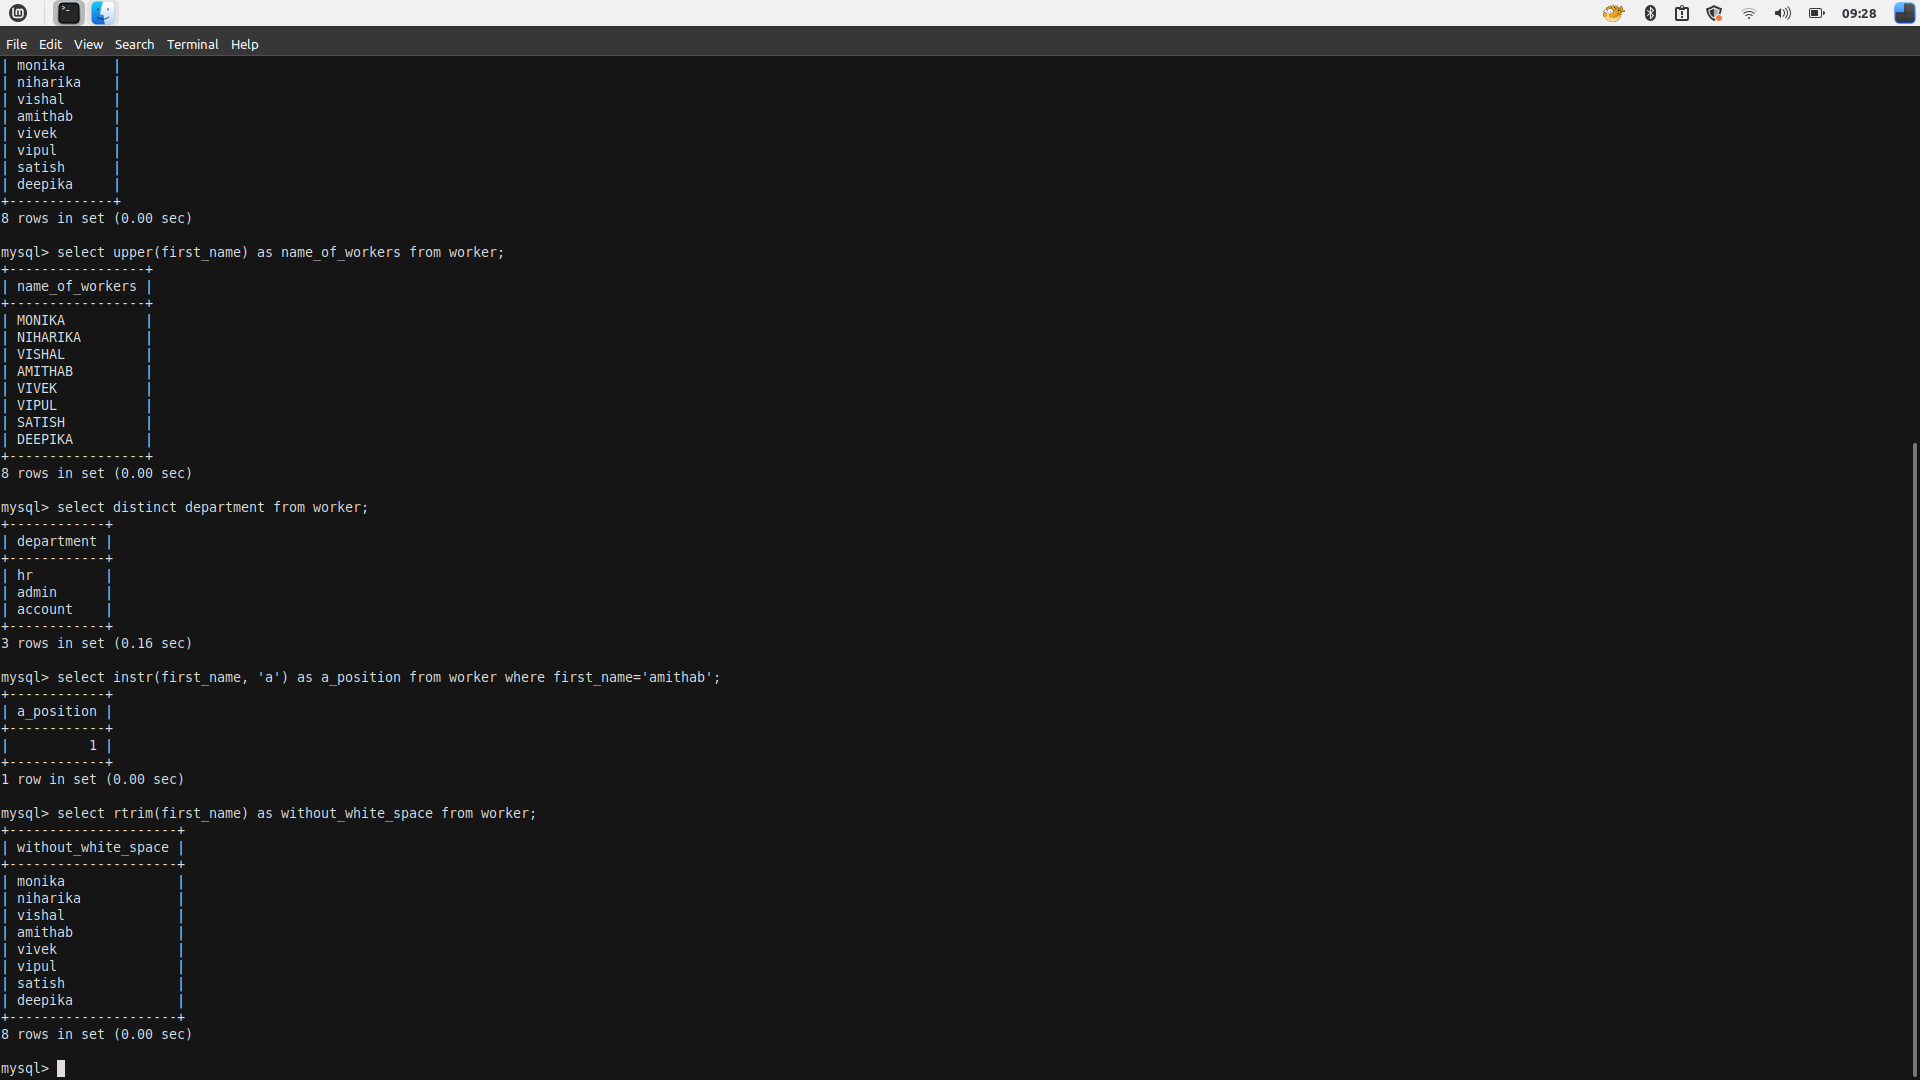 09:28
File Edit View Search Terminal Help
| monika      |
| niharika    |
| vishal      |
| amithab     |
| vivek       |
| vipul       |
| satish      |
| deepika     |
+-------------+
8 rows in set (0.00 sec)
mysql> select upper(first_name) as name_of_workers from worker;
+-----------------+
| name_of_workers |
+-----------------+
| MONIKA          |
| NIHARIKA        |
| VISHAL          |
| AMITHAB         |
| VIVEK           |
| VIPUL           |
| SATISH          |
| DEEPIKA         |
+-----------------+
8 rows in set (0.00 sec)
mysql> select distinct department from worker;
+------------+
| department |
+------------+
| hr         |
| admin      |
| account    |
+------------+
3 rows in set (0.16 sec)
mysql> select instr(first_name, 'a') as a_position from worker where first_name='amithab';
+------------+
| a_position |
+------------+
|          1 |
+------------+
1 row in set (0.00 sec)
mysql> select rtrim(first_name) as without_white_space from worker;
+---------------------+
| without_white_space |
+---------------------+
| monika              |
| niharika            |
| vishal              |
| amithab             |
| vivek               |
| vipul               |
| satish              |
| deepika             |
+---------------------+
8 rows in set (0.00 sec)
mysql>